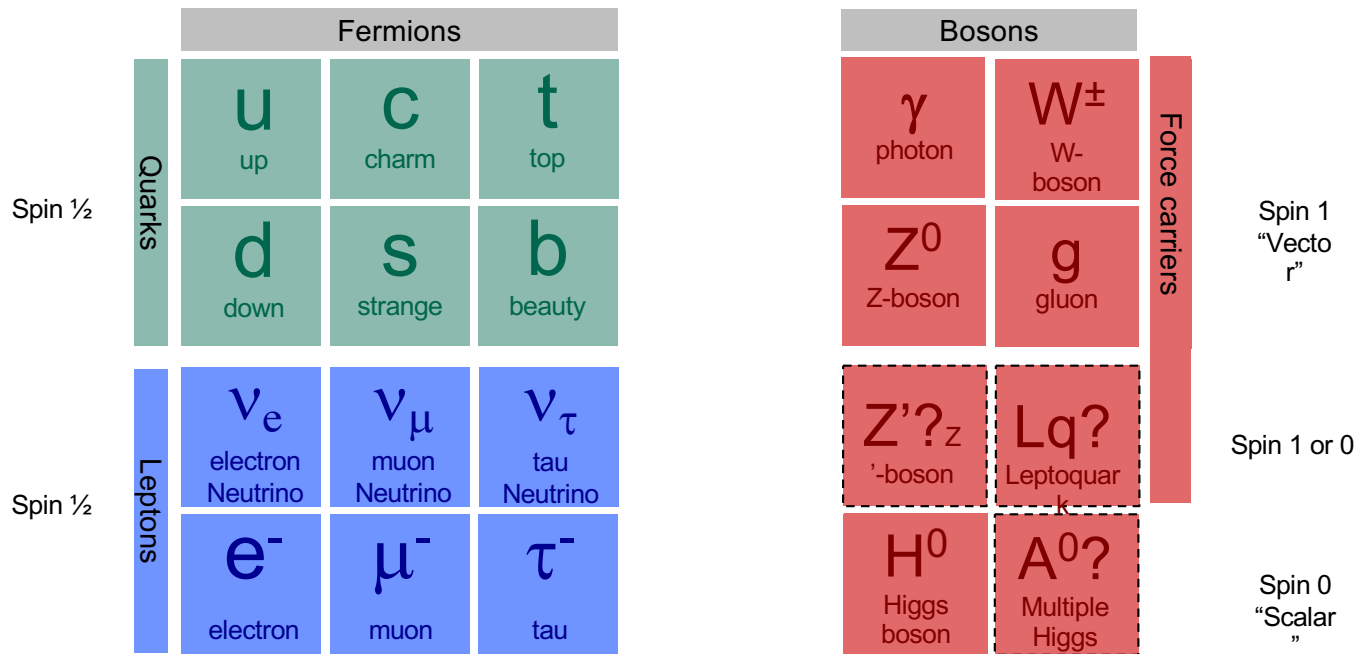 Fermions
Bosons
Quarks
Leptons
Force carriers
Spin ½
Spin ½
u
up
c
charm
t
top
d
down
s
strange
b
beauty
νe
electron
Neutrino
νμ
muon
Neutrino
ντ
tau
Neutrino
e-
electron
μ-
muon
τ-
tau
γ
photon
W±
W-
boson
Z0
Z-boson
g
gluon
Z’?Z
’-boson
Lq?
Leptoquar
k
H0
Higgs
boson
A0?
Multiple
Higgs
Spin 1
“Vecto
r”
Spin 1 or 0
Spin 0
“Scalar
”